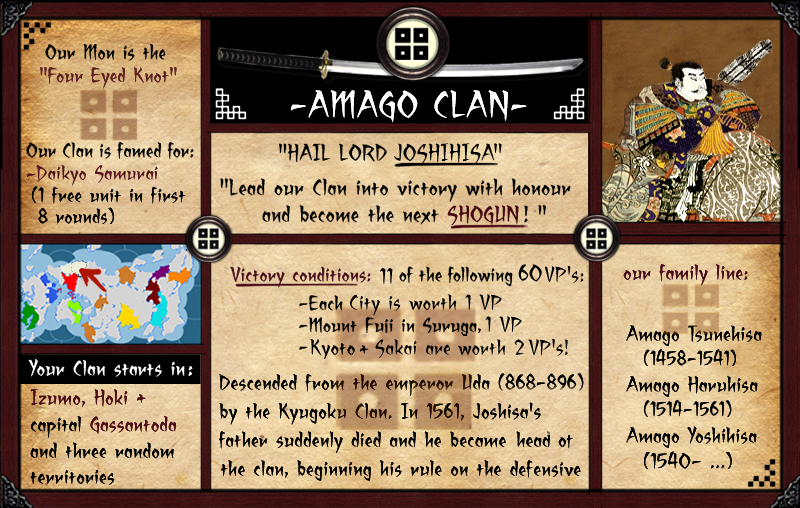 Our Mon is the
"Four Eyed Knot"
Our Clan is famed for:
-Daikyo Samurai
(1 free unit in first
8 rounds)
-AMAGO CLAN-
"HAIL LORD JOSHIHISA"
"Lead our Clan into victory with honour
and become the next SHOGUN! "
Your Clan starts in:
Izumo, Hoki +
capital Gassantoda
and three random
territories
Victory conditions: 11 of the following 60 VP's:
-Each City is worth 1 VP
-Mount Fuji in Suruga, 1 VP
-Kyoto + Sakai are worth 2 VP's!
Descended from the emperor Uda (868-896)
by the Kyugoku Clan. In 1561, Joshisa's
father suddenly died and he became head of
the clan, beginning his rule on the defensive
our family line:
Amago Tsunehisa
(1458-1541)
Amago Haruhisa
(1514-1561)
Amago Yoshihisa
(1540- ...)